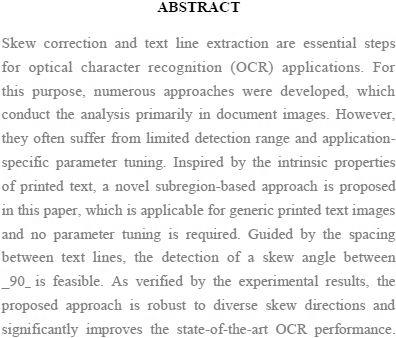 ABSTRACT
Skew correction and text line extraction are essential steps
for optical character recognition (OCR) applications. For
this purpose, numerous approaches were developed, which
conduct the analysis primarily in document images. However,
they often suffer from limited detection range and application-
specific parameter tuning. Inspired by the intrinsic properties
of printed text, a novel subregion-based approach is proposed
in this paper, which is applicable for generic printed text images
and no parameter tuning is required. Guided by the spacing
between text lines, the detection of a skew angle between
_90_ is feasible. As verified by the experimental results, the
proposed approach is robust to diverse skew directions and
significantly improves the state-of-the-art OCR performance.